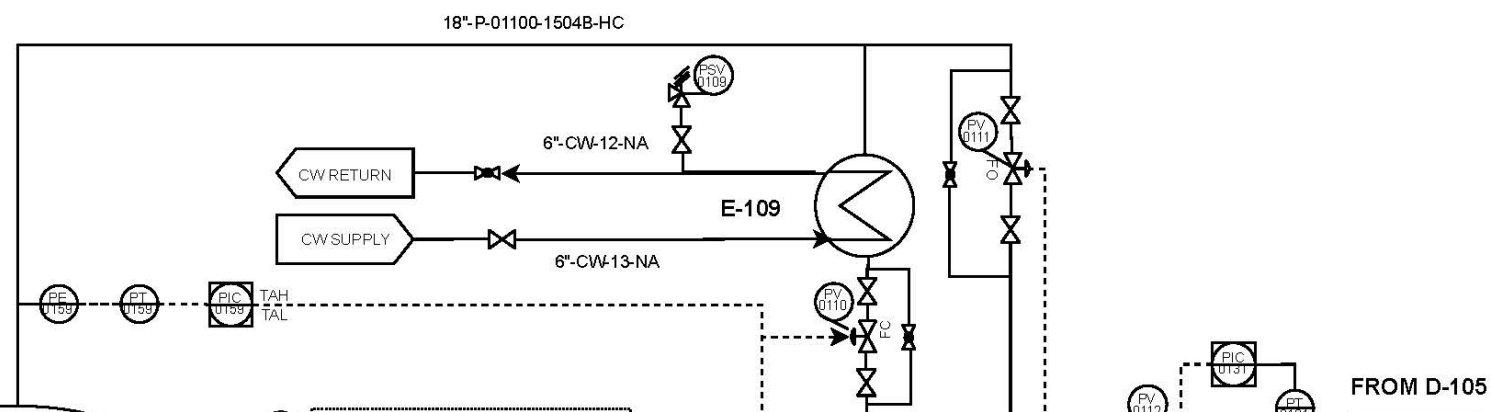 18"-P-01100-1504B-HC
PSV
0109
6"-CW-12-NA
PV
0111
FO
CW RETURN
E-109
CW SUPPLY
6"-CW-13-NA
PE
0159
PT
0159
PIC
0159
TAH
TAL
PV
0110
FC
PIC
0131
FROM D-105
PV
0112
PT